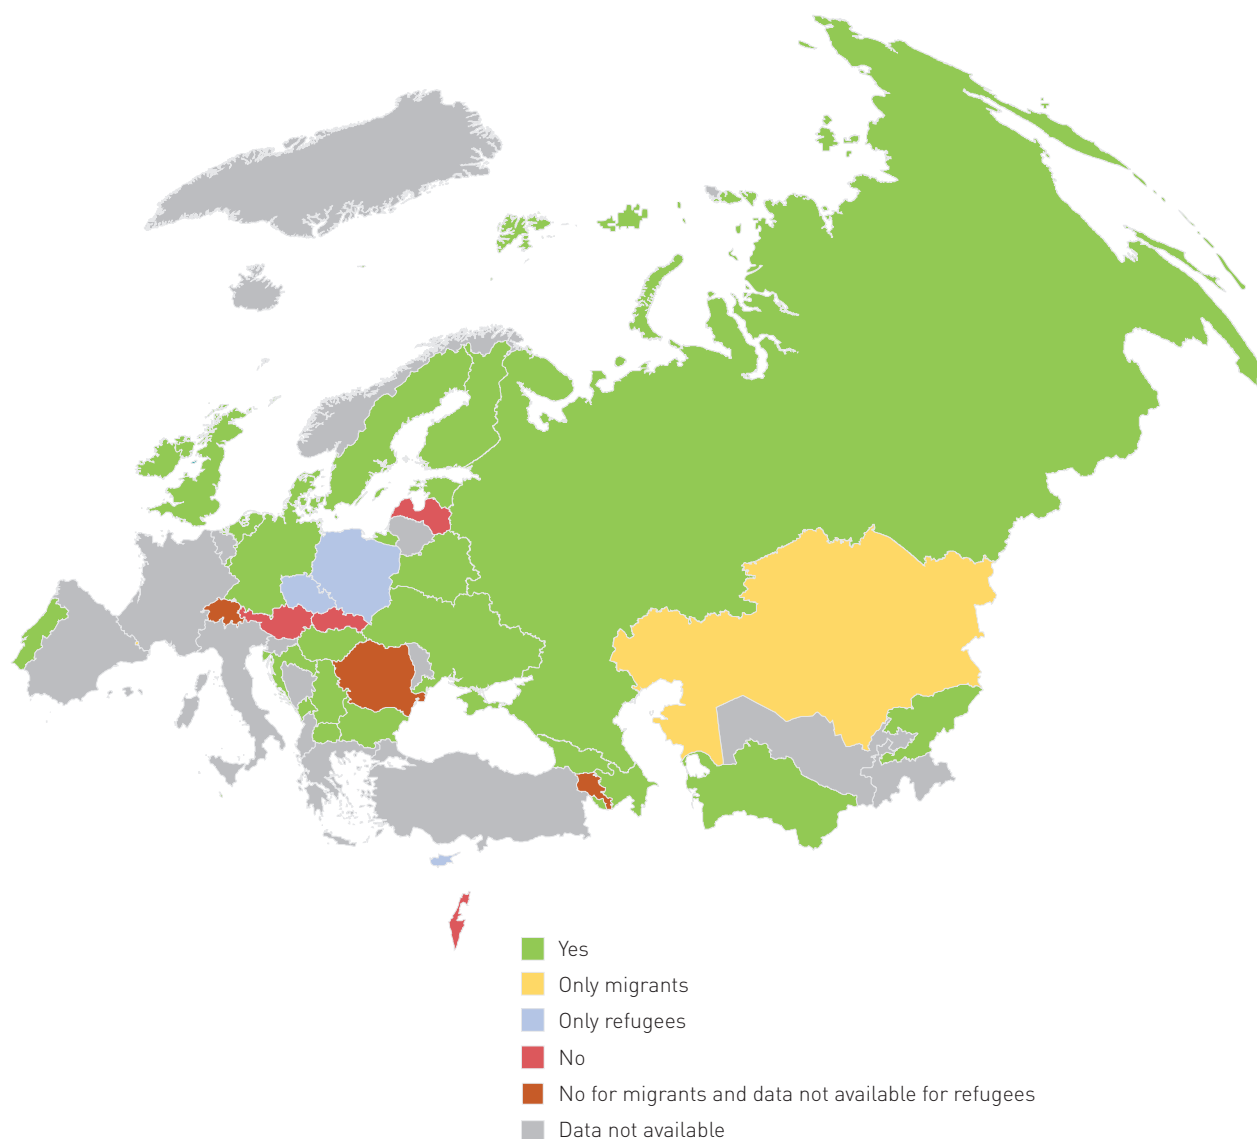 Yes
Only migrants
Only refugees
No
No for migrants and data not available for refugees
Data not available